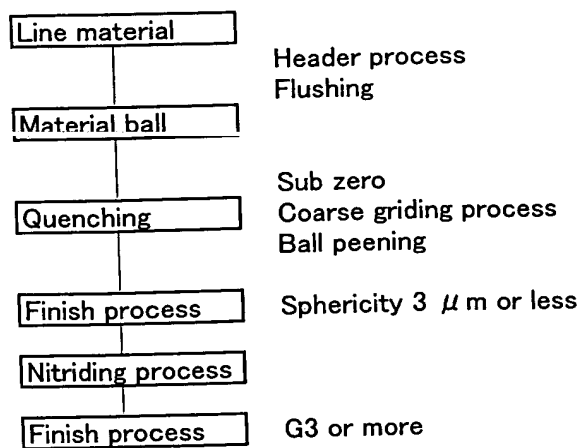 Line material
Header process
Flushing
Material ball
Sub zero
Quenching
Coarse griding process
Ball peening
Finish process
Sphericity 3 μm or less
Nitriding process
Finish process
G3 or more